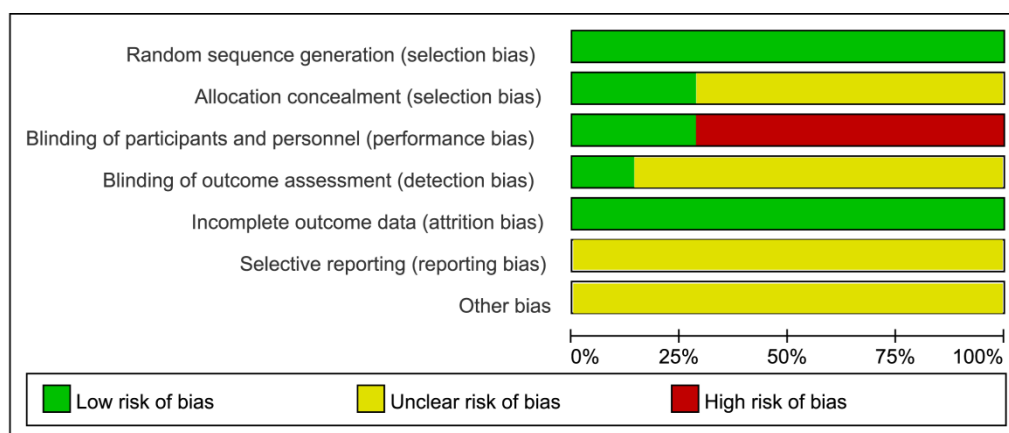 Random sequence generation (selection bias)
Allocation concealment (selection bias)
Blinding of participants and personnel (performance bias)
Blinding of outcome assessment (detection bias)
Incomplete outcome data (attrition bias)
Selective reporting (reporting bias)
Other bias
0% 25% 50% 75% 100%
Low risk of bias Unclear risk of bias High risk of bias